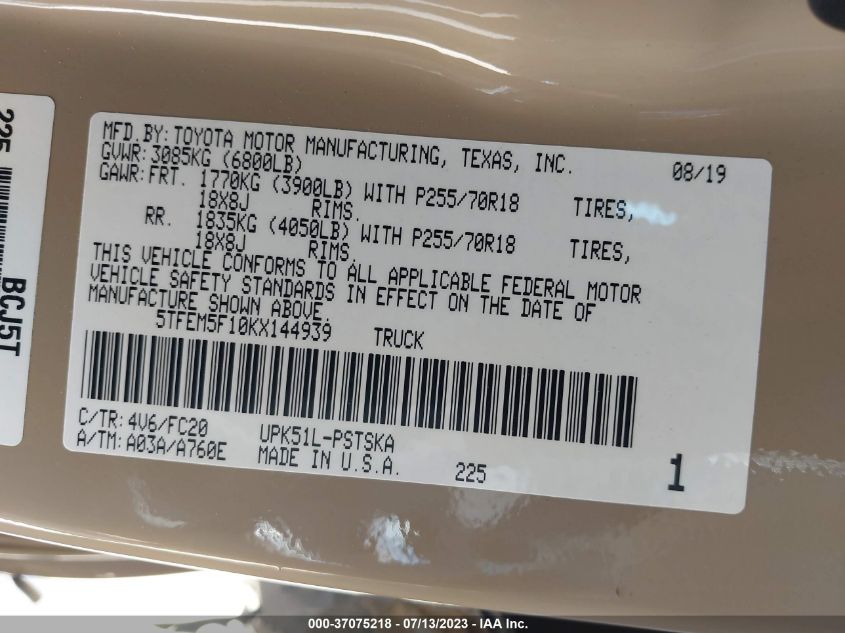 MFD.BY: TOYOTA MOTOR MANUFACTURING, TEXAS, INC. 08/19
GVWR: 3085KG (6800LB)
GAWR: FRT. 1770KG (3900LB) WITH P255/70R18 TIRES,
18X8J RIMS.
RR. 1835KG (4050LB) WITH P255/70R18 TIRES,
18X8J RIMS.
THIS VEHICLE CONFORMS TO ALL APPLICABLE FEDERAL MOTOR
VEHICLE SAFETY STANDARDS IN EFFECT ON THE DATE OF
MANUFACTURE SHOWN ABOVE.
5TFEM5F10KX144939 TRUCK
C/TR: 4V6/FC20 UPK51L-PSTSKA
A/TM: A03A/A760E MADE IN U.S.A. 225 1
225 BCJ5T
000-37075218 - 07/13/2023 - IAA Inc.